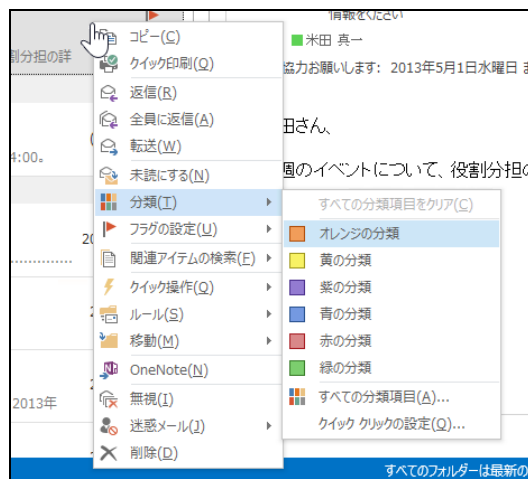 情報をください
米田 真一
割分担の詳
協力お願いします: 2013年5月1日水曜日 ま
田さん、
4:00。
週のイベントについて、役割分担の
コピー(C)
クイック印刷(Q)
返信(R)
全員に返信(A)
転送(W)
未読にする(N)
分類(T)
フラグの設定(U)
関連アイテムの検索(F)
クイック操作(Q)
ルール(S)
移動(M)
OneNote(N)
無視(I)
迷惑メール(J)
削除(D)
すべての分類項目をクリア(C)
オレンジの分類
黄の分類
紫の分類
青の分類
赤の分類
緑の分類
すべての分類項目(A)...
クイック クリックの設定(Q)...
20
2013年
すべてのフォルダーは最新の